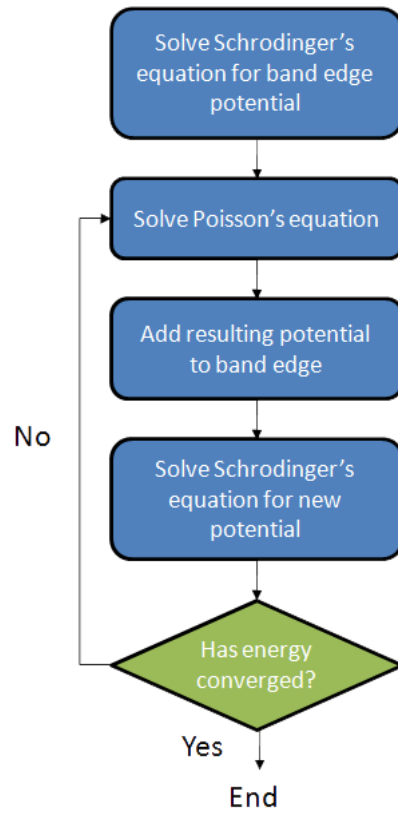 Solve Schrodinger's
equation for band edge
potential
Solve Poisson's equation
Add resulting potential
to band edge
No
Solve Schrodinger's
equation for new
potential
Has energy
converged?
Yes
End